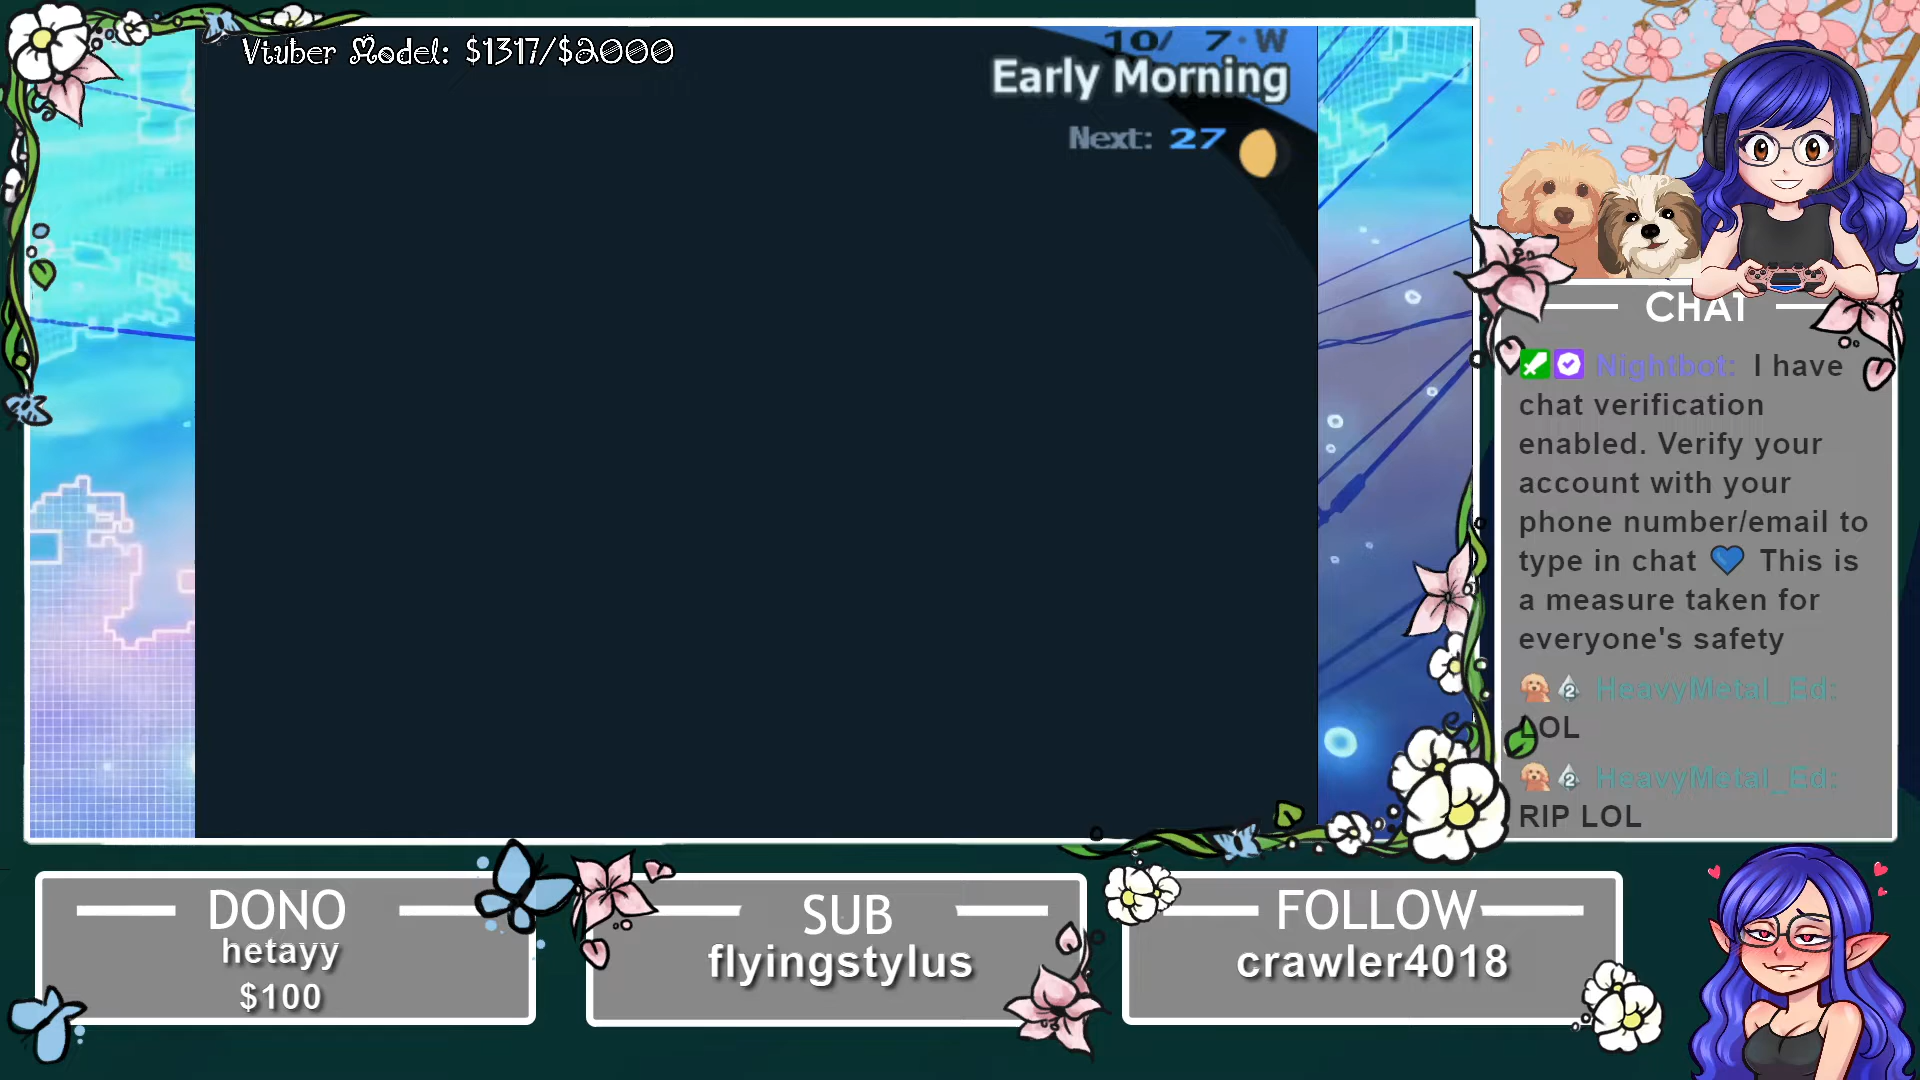 Vtuber Model: $1317/$2000
10/ 7·W
Early Morning
Next: 27
CHAT
Nightbot: I have
chat verification
enabled. Verify your
account with your
phone number/email to
type in chat 💙 This is
a measure taken for
everyone's safety
2 HeavyMetal_Ed:
LOL
2 HeavyMetal_Ed:
RIP LOL
DONO
hetayy
$100
SUB
flyingstylus
FOLLOW
crawler4018